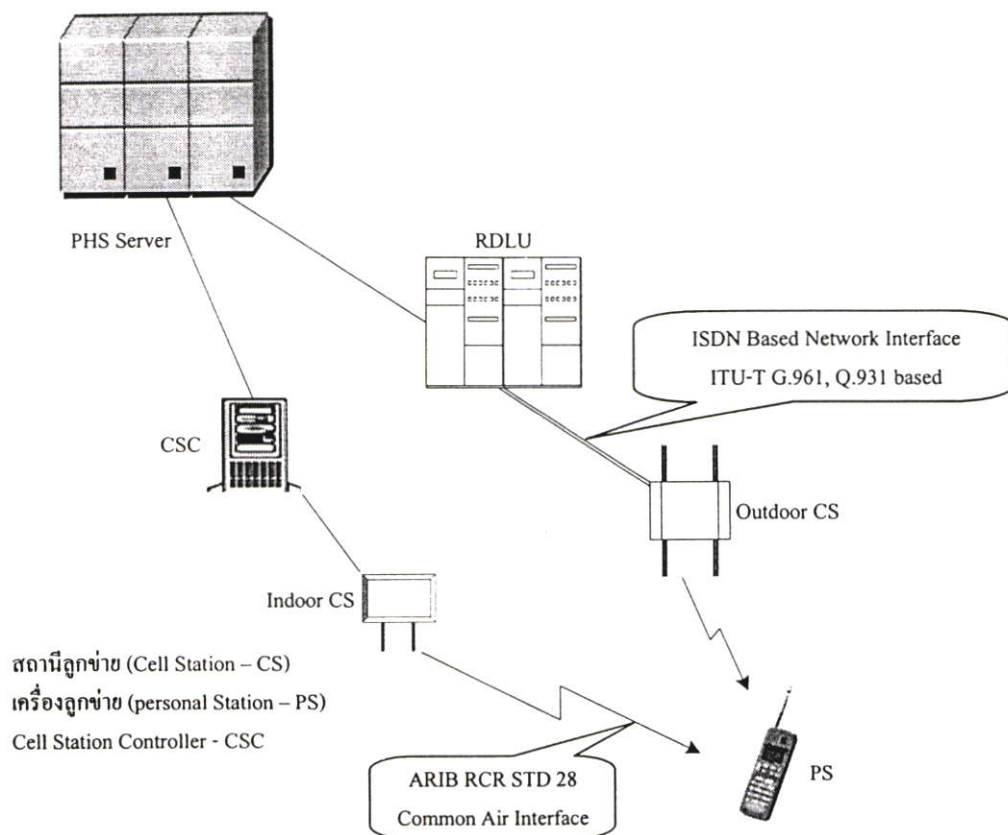 PHS Server
RDLU
ISDN Based Network Interface
ITU-T G.961, Q.931 based
CSC
Outdoor CS
Indoor CS
สถานีลูกข่าย (Cell Station – CS)
เครื่องลูกข่าย (personal Station – PS)
Cell Station Controller - CSC
ARIB RCR STD 28
Common Air Interface
PS